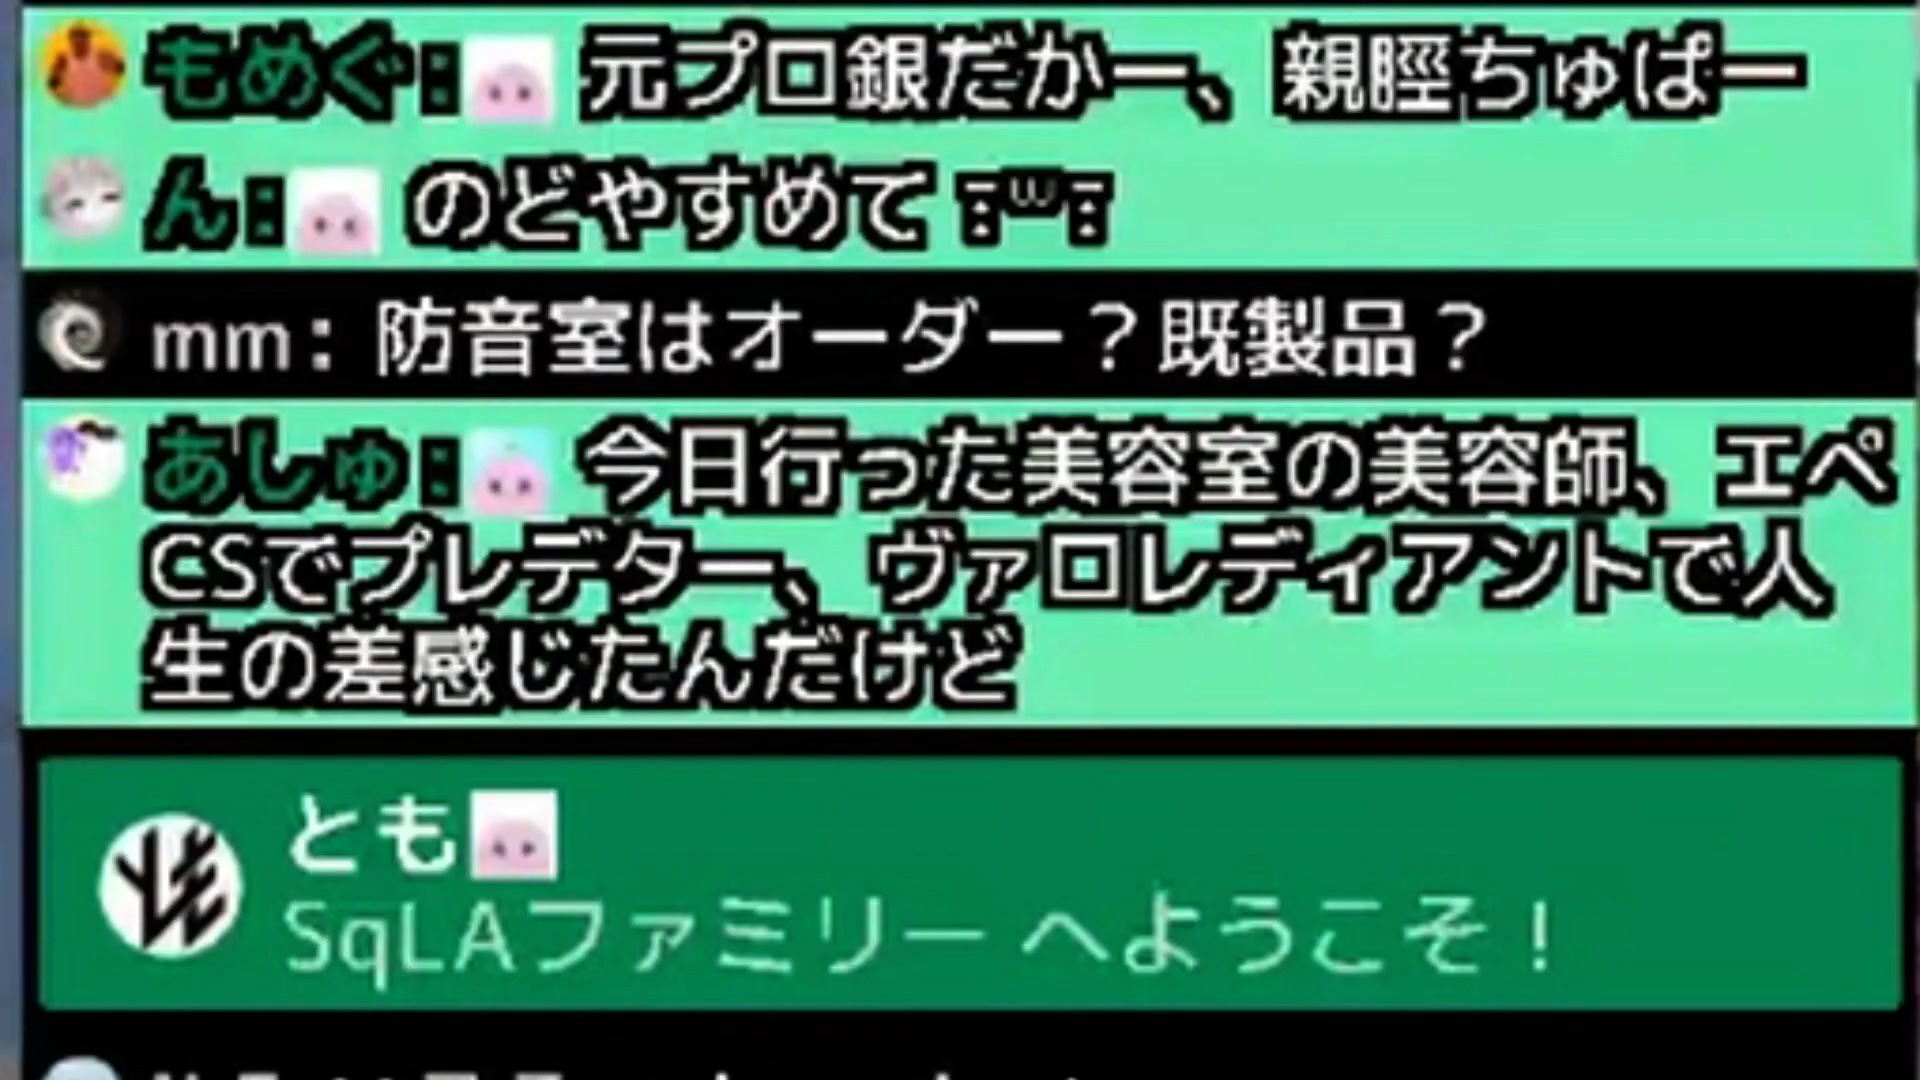 もめぐ: 元プロ銀だかー、親脛ちゅぱー
ん: のどやすめて
mm: 防音室はオーダー?既製品?
あしゅ: 今日行った美容室の美容師、エペ
CSでプレデター、ヴァロレディアントで人
生の差感じたんだけど
とも
SqLAファミリー へようこそ!